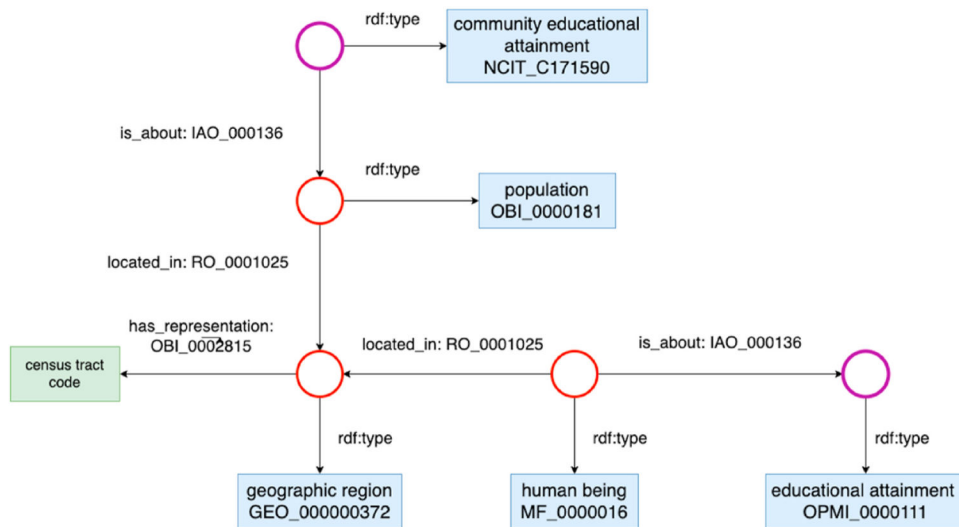 rdf:type
community educational
attainment
NCIT_C171590
is_about: IAO_000136
rdf:type
population
OBI_0000181
located_in: RO_0001025
has_representation:
OBI_0002815
located_in: RO_0001025
is_about: IAO_000136
census tract
code
rdf:type
rdf:type
rdf:type
geographic region
GEO_000000372
human being
MF_0000016
educational attainment
OPMI_0000111